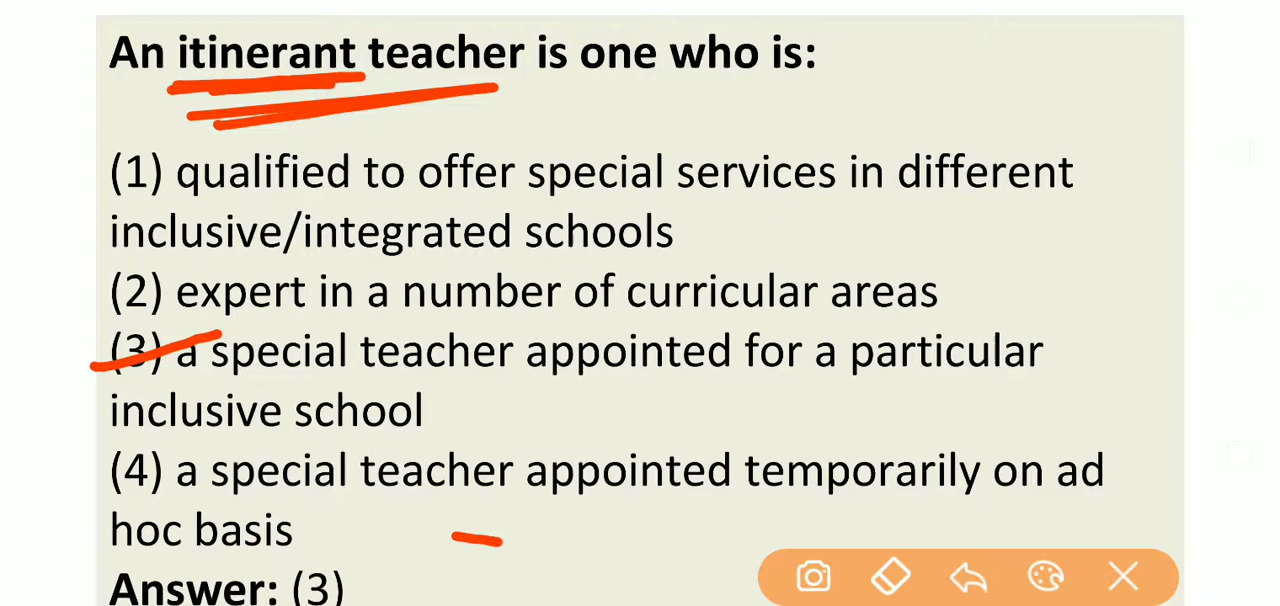 An itinerant teacher is one who is:
(1) qualified to offer special services in different
inclusive/integrated schools
(2) expert in a number of curricular areas
(3) a special teacher appointed for a particular
inclusive school
(4) a special teacher appointed temporarily on ad
hoc basis
Answer: (3)